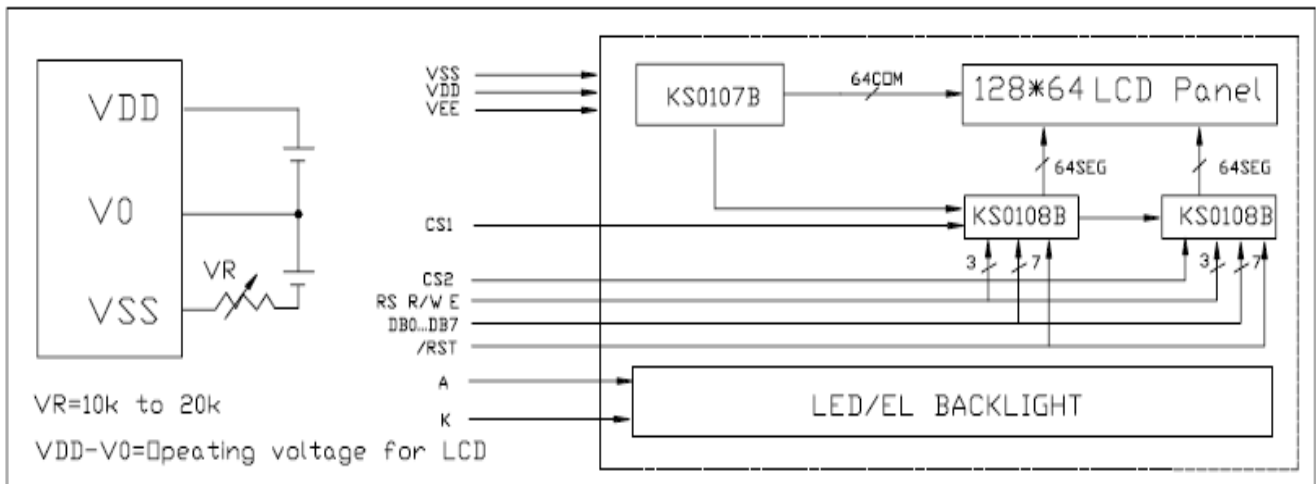 VDD
V0
VR
VSS
VR=10k to 20k
VDD-V0=Opeating voltage for LCD
VSS
VDD
VEE
CS1
CS2
RS R/W E
DB0...DB7
/RST
A
K
KS0107B
64COM
128*64 LCD Panel
64SEG
64SEG
KS0108B
KS0108B
3
7
3
7
LED/EL BACKLIGHT